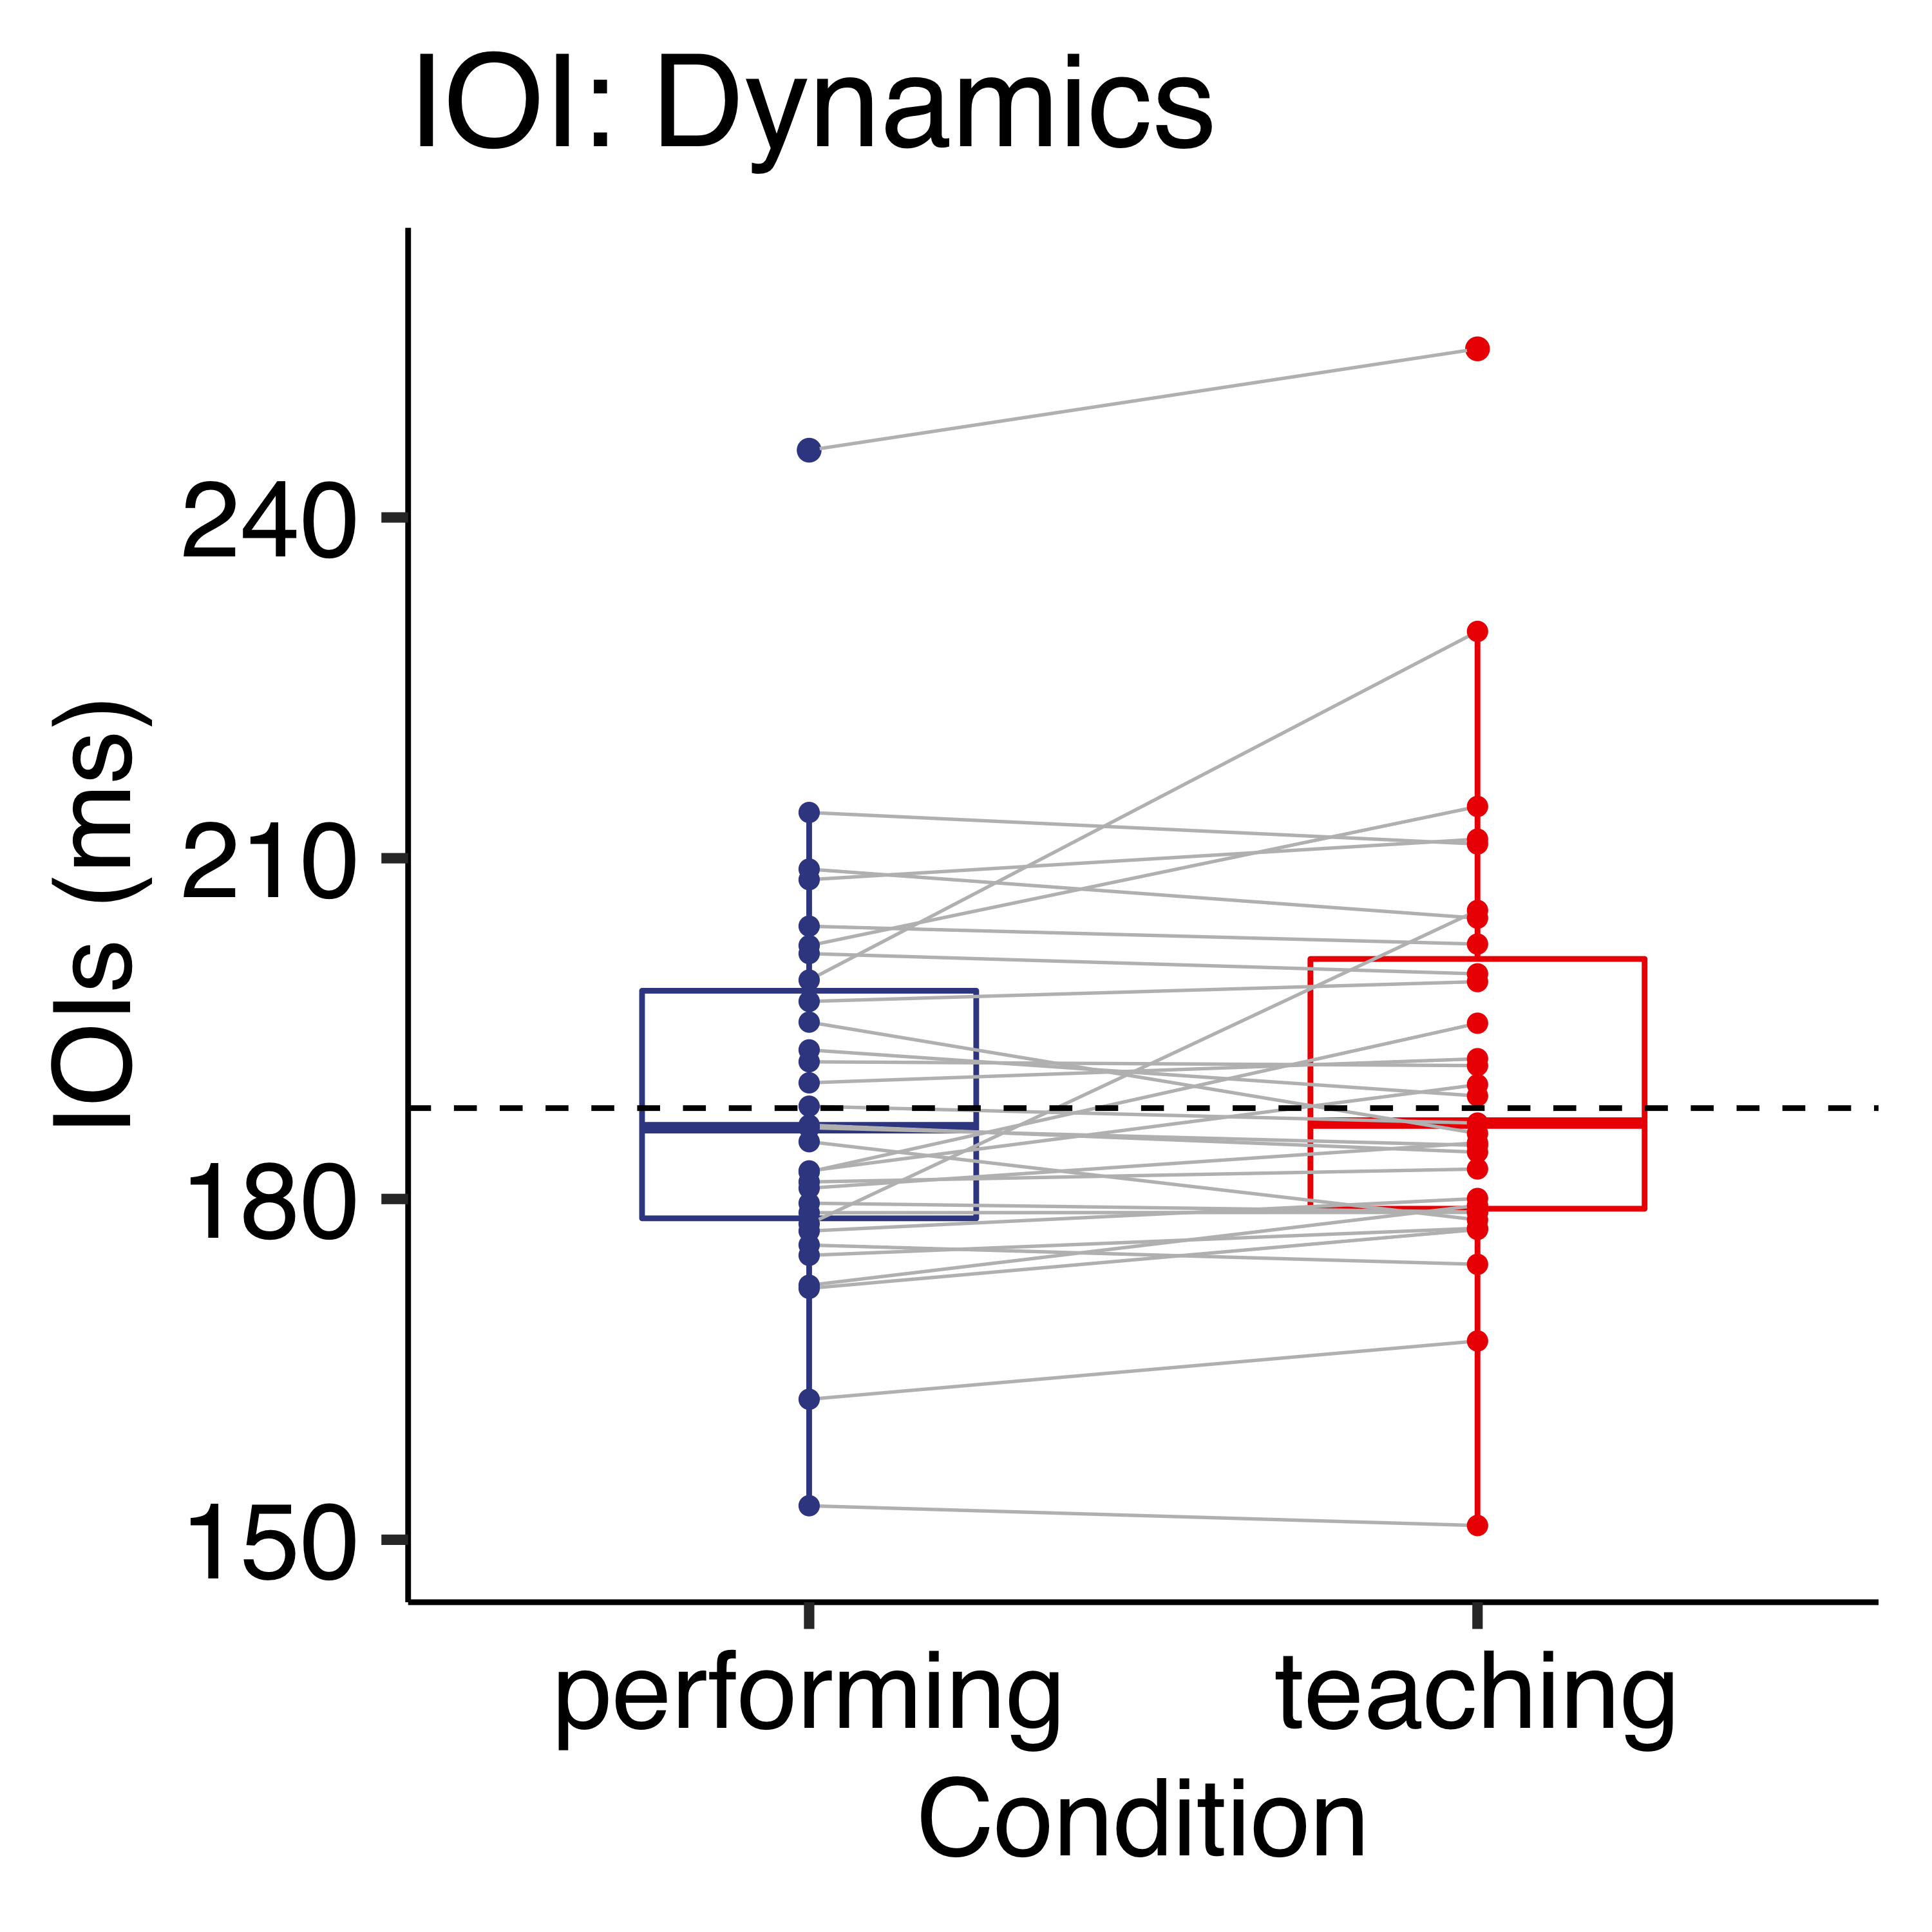 IOI: Dynamics
IOIs (ms)
240
210
180
150
performing teaching
Condition